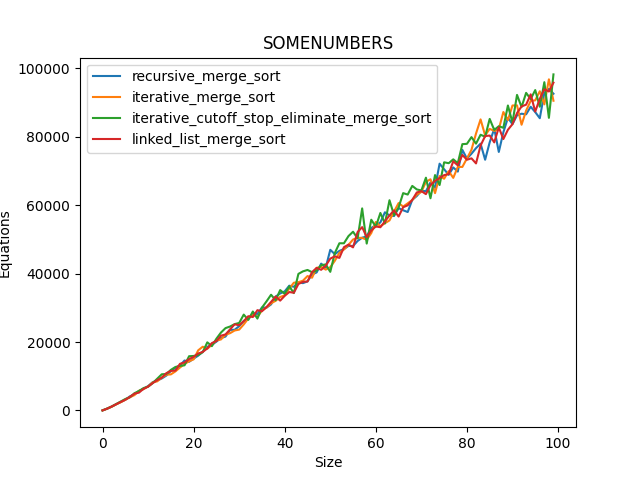 SOMENUMBERS
recursive_merge_sort
iterative_merge_sort
iterative_cutoff_stop_eliminate_merge_sort
linked_list_merge_sort
Equations
100000
80000
60000
40000
20000
0
0 20 40 60 80 100
Size